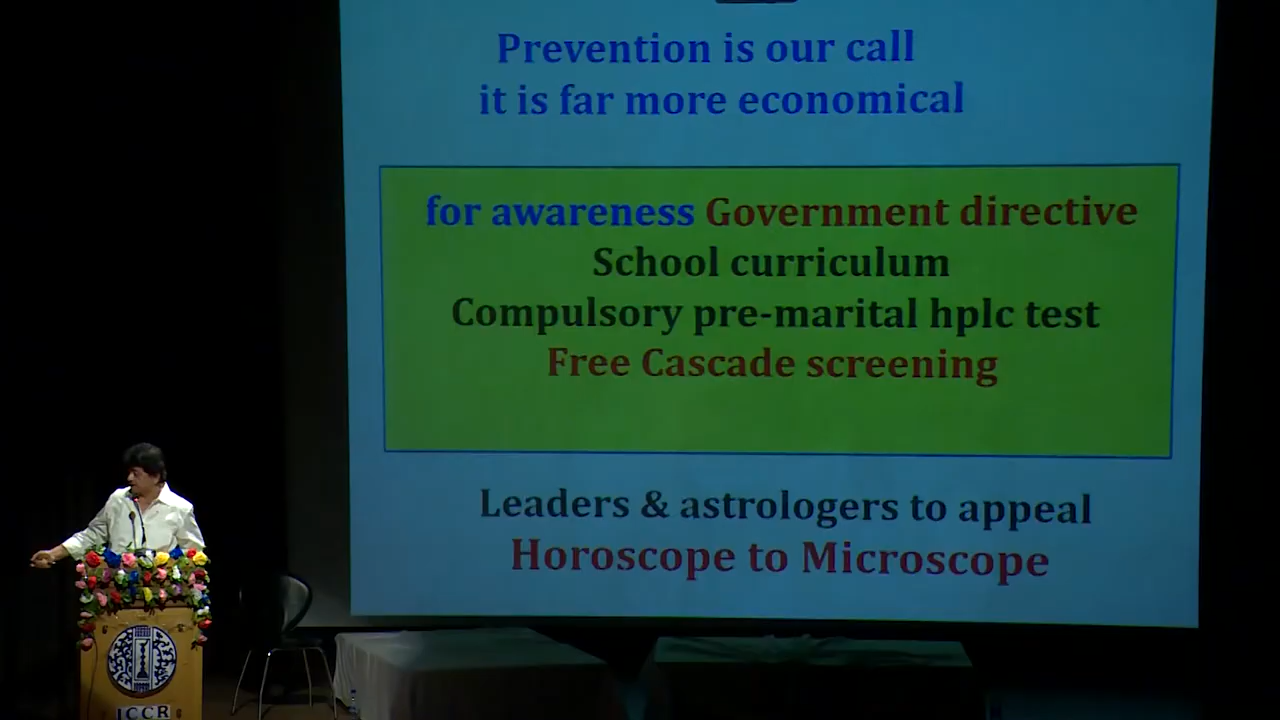 Prevention is our call
it is far more economical
for awareness Government directive
School curriculum
Compulsory pre-marital hplc test
Free Cascade screening
Leaders & astrologers to appeal
Horoscope to Microscope
ICCR